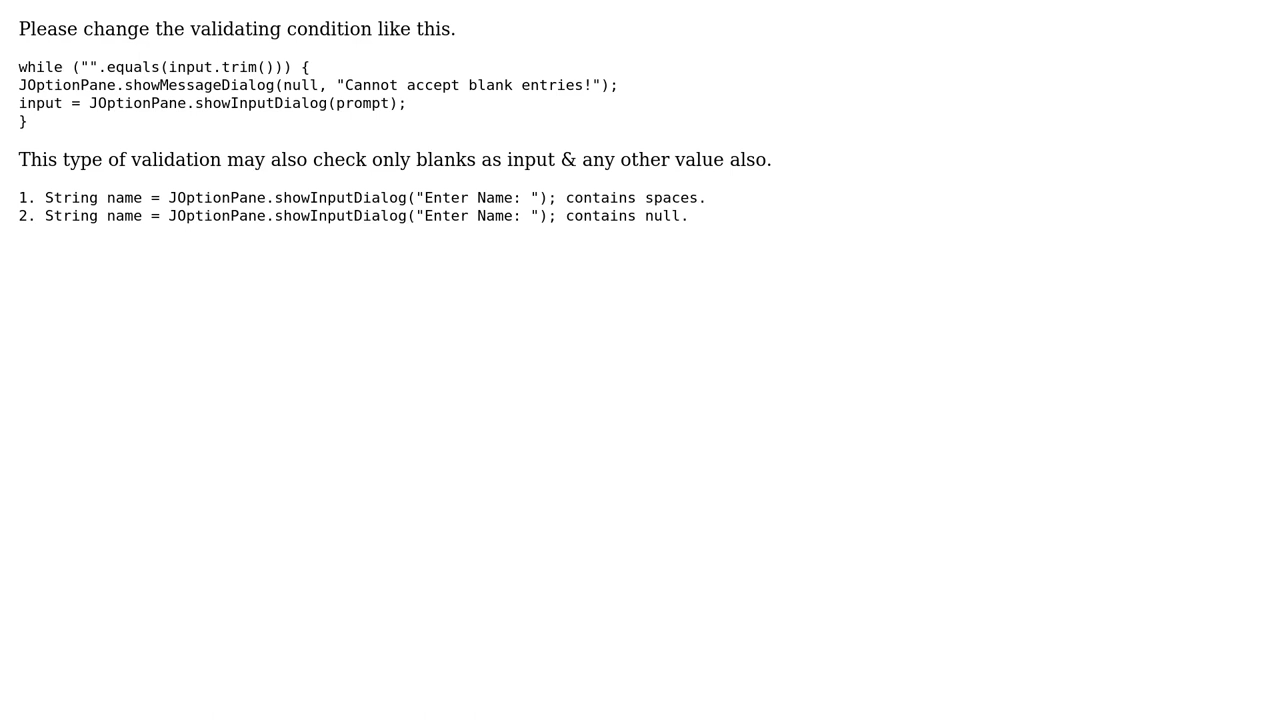 Please change the validating condition like this.
while ("".equals(input.trim())) {
JOptionPane.showMessageDialog(null, "Cannot accept blank entries!");
input = JOptionPane.showInputDialog(prompt);
}
This type of validation may also check only blanks as input & any other value also.
1. String name = JOptionPane.showInputDialog("Enter Name: "); contains spaces.
2. String name = JOptionPane.showInputDialog("Enter Name: "); contains null.